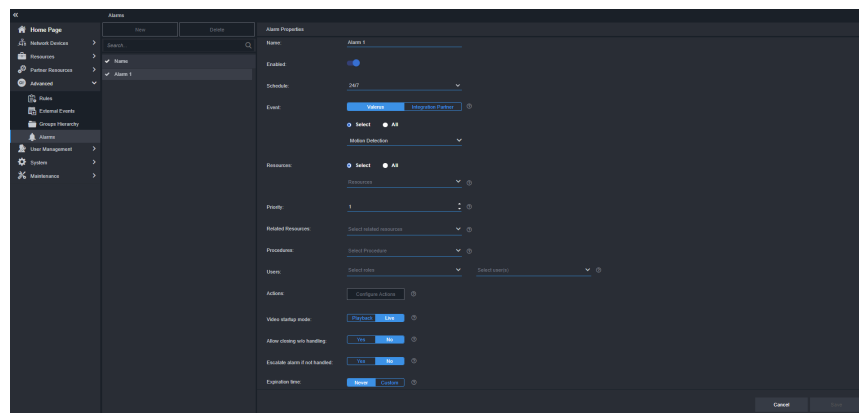 «
Alarms
Home Page
Network Devices
Resources
Partner Resources
Advanced
Rules
External Events
Groups Hierarchy
Alarms
User Management
System
Maintenance
New Delete
Search...
Name
Alarm 1
Alarm Properties
Name: Alarm 1
Enabled:
Schedule: 24/7
Event: Valerus Integration Partner
Select All
Motion Detection
Resources: Select All
Resources
Priority: 1
Related Resources: Select related resources
Procedures: Select Procedure
Users: Select roles Select user(s)
Actions: Configure Actions
Video startup mode: Playback Live
Allow closing w/o handling: Yes No
Escalate alarm if not handled: Yes No
Expiration time: Never Custom
Cancel